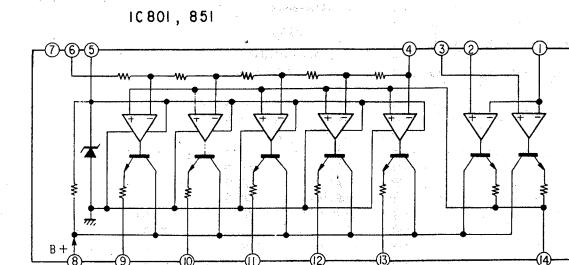 IC801, 851
7 6 5 4 3 2 1
+ - + - + - + - + - + - + -
B+
8 9 10 11 12 13 14